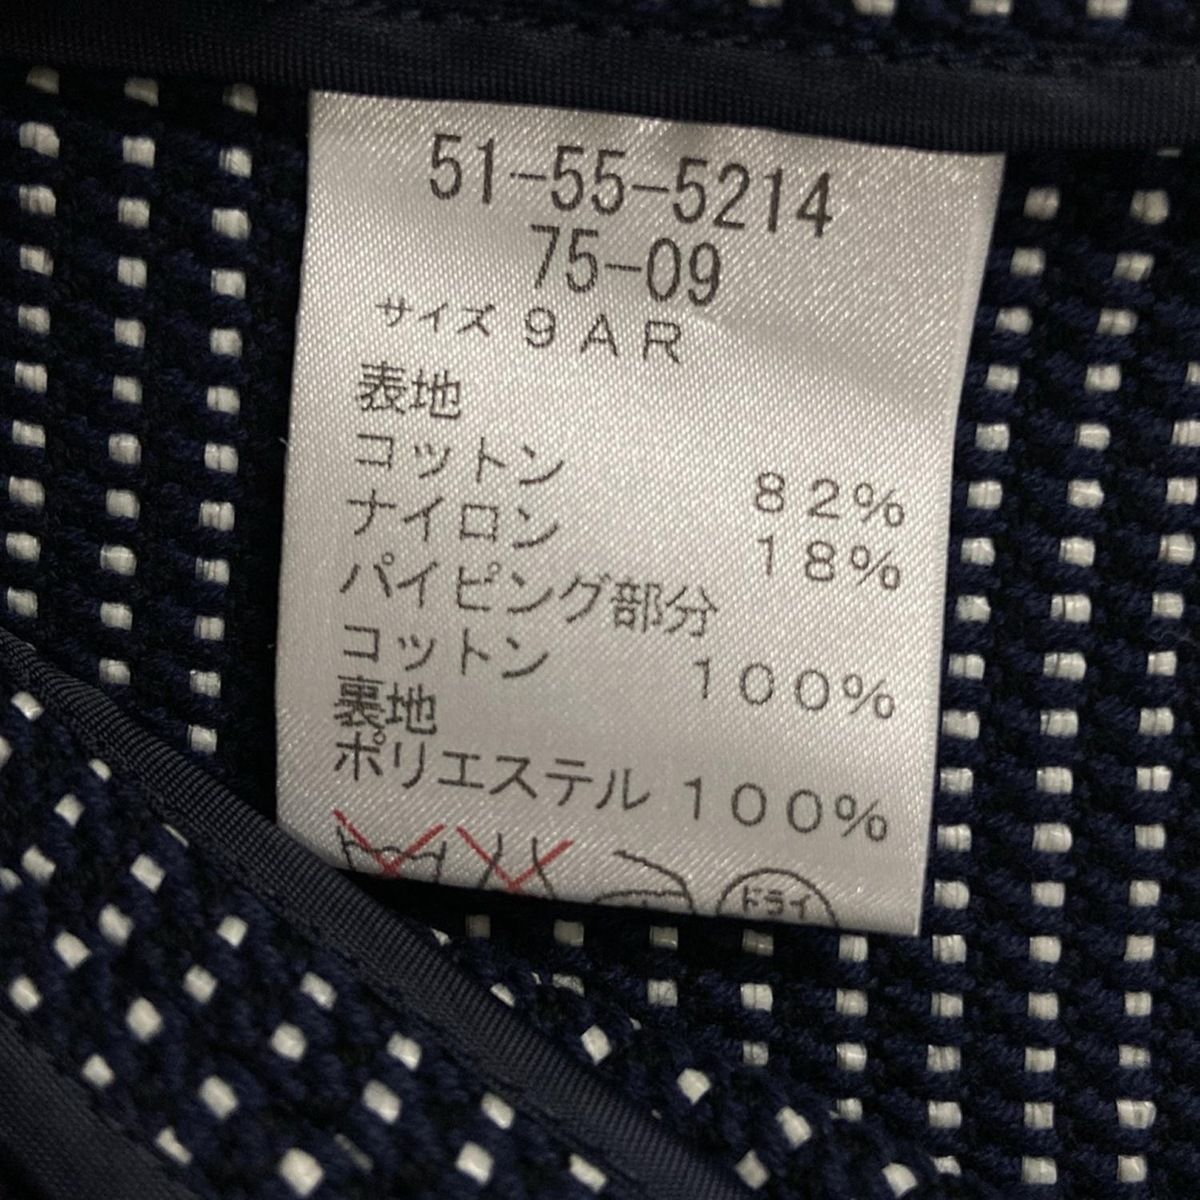 51-55-5214
75-09
サイズ 9AR
表地
コットン 82%
ナイロン 18%
パイピング部分
コットン 100%
裏地
ポリエステル 100%
ドライ